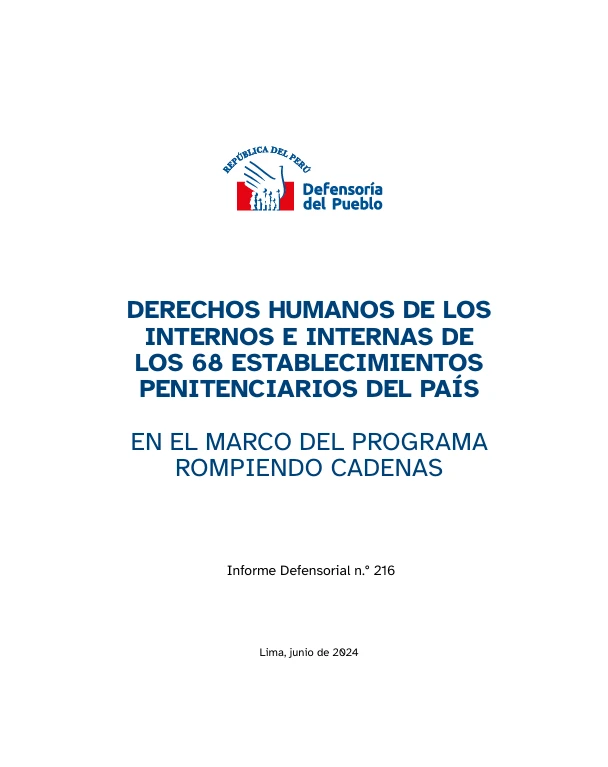 REPÚBLICA DEL PERÚ
Defensoría
del Pueblo
DERECHOS HUMANOS DE LOS
INTERNOS E INTERNAS DE
LOS 68 ESTABLECIMIENTOS
PENITENCIARIOS DEL PAÍS
EN EL MARCO DEL PROGRAMA
ROMPIENDO CADENAS
Informe Defensorial n.° 216
Lima, junio de 2024